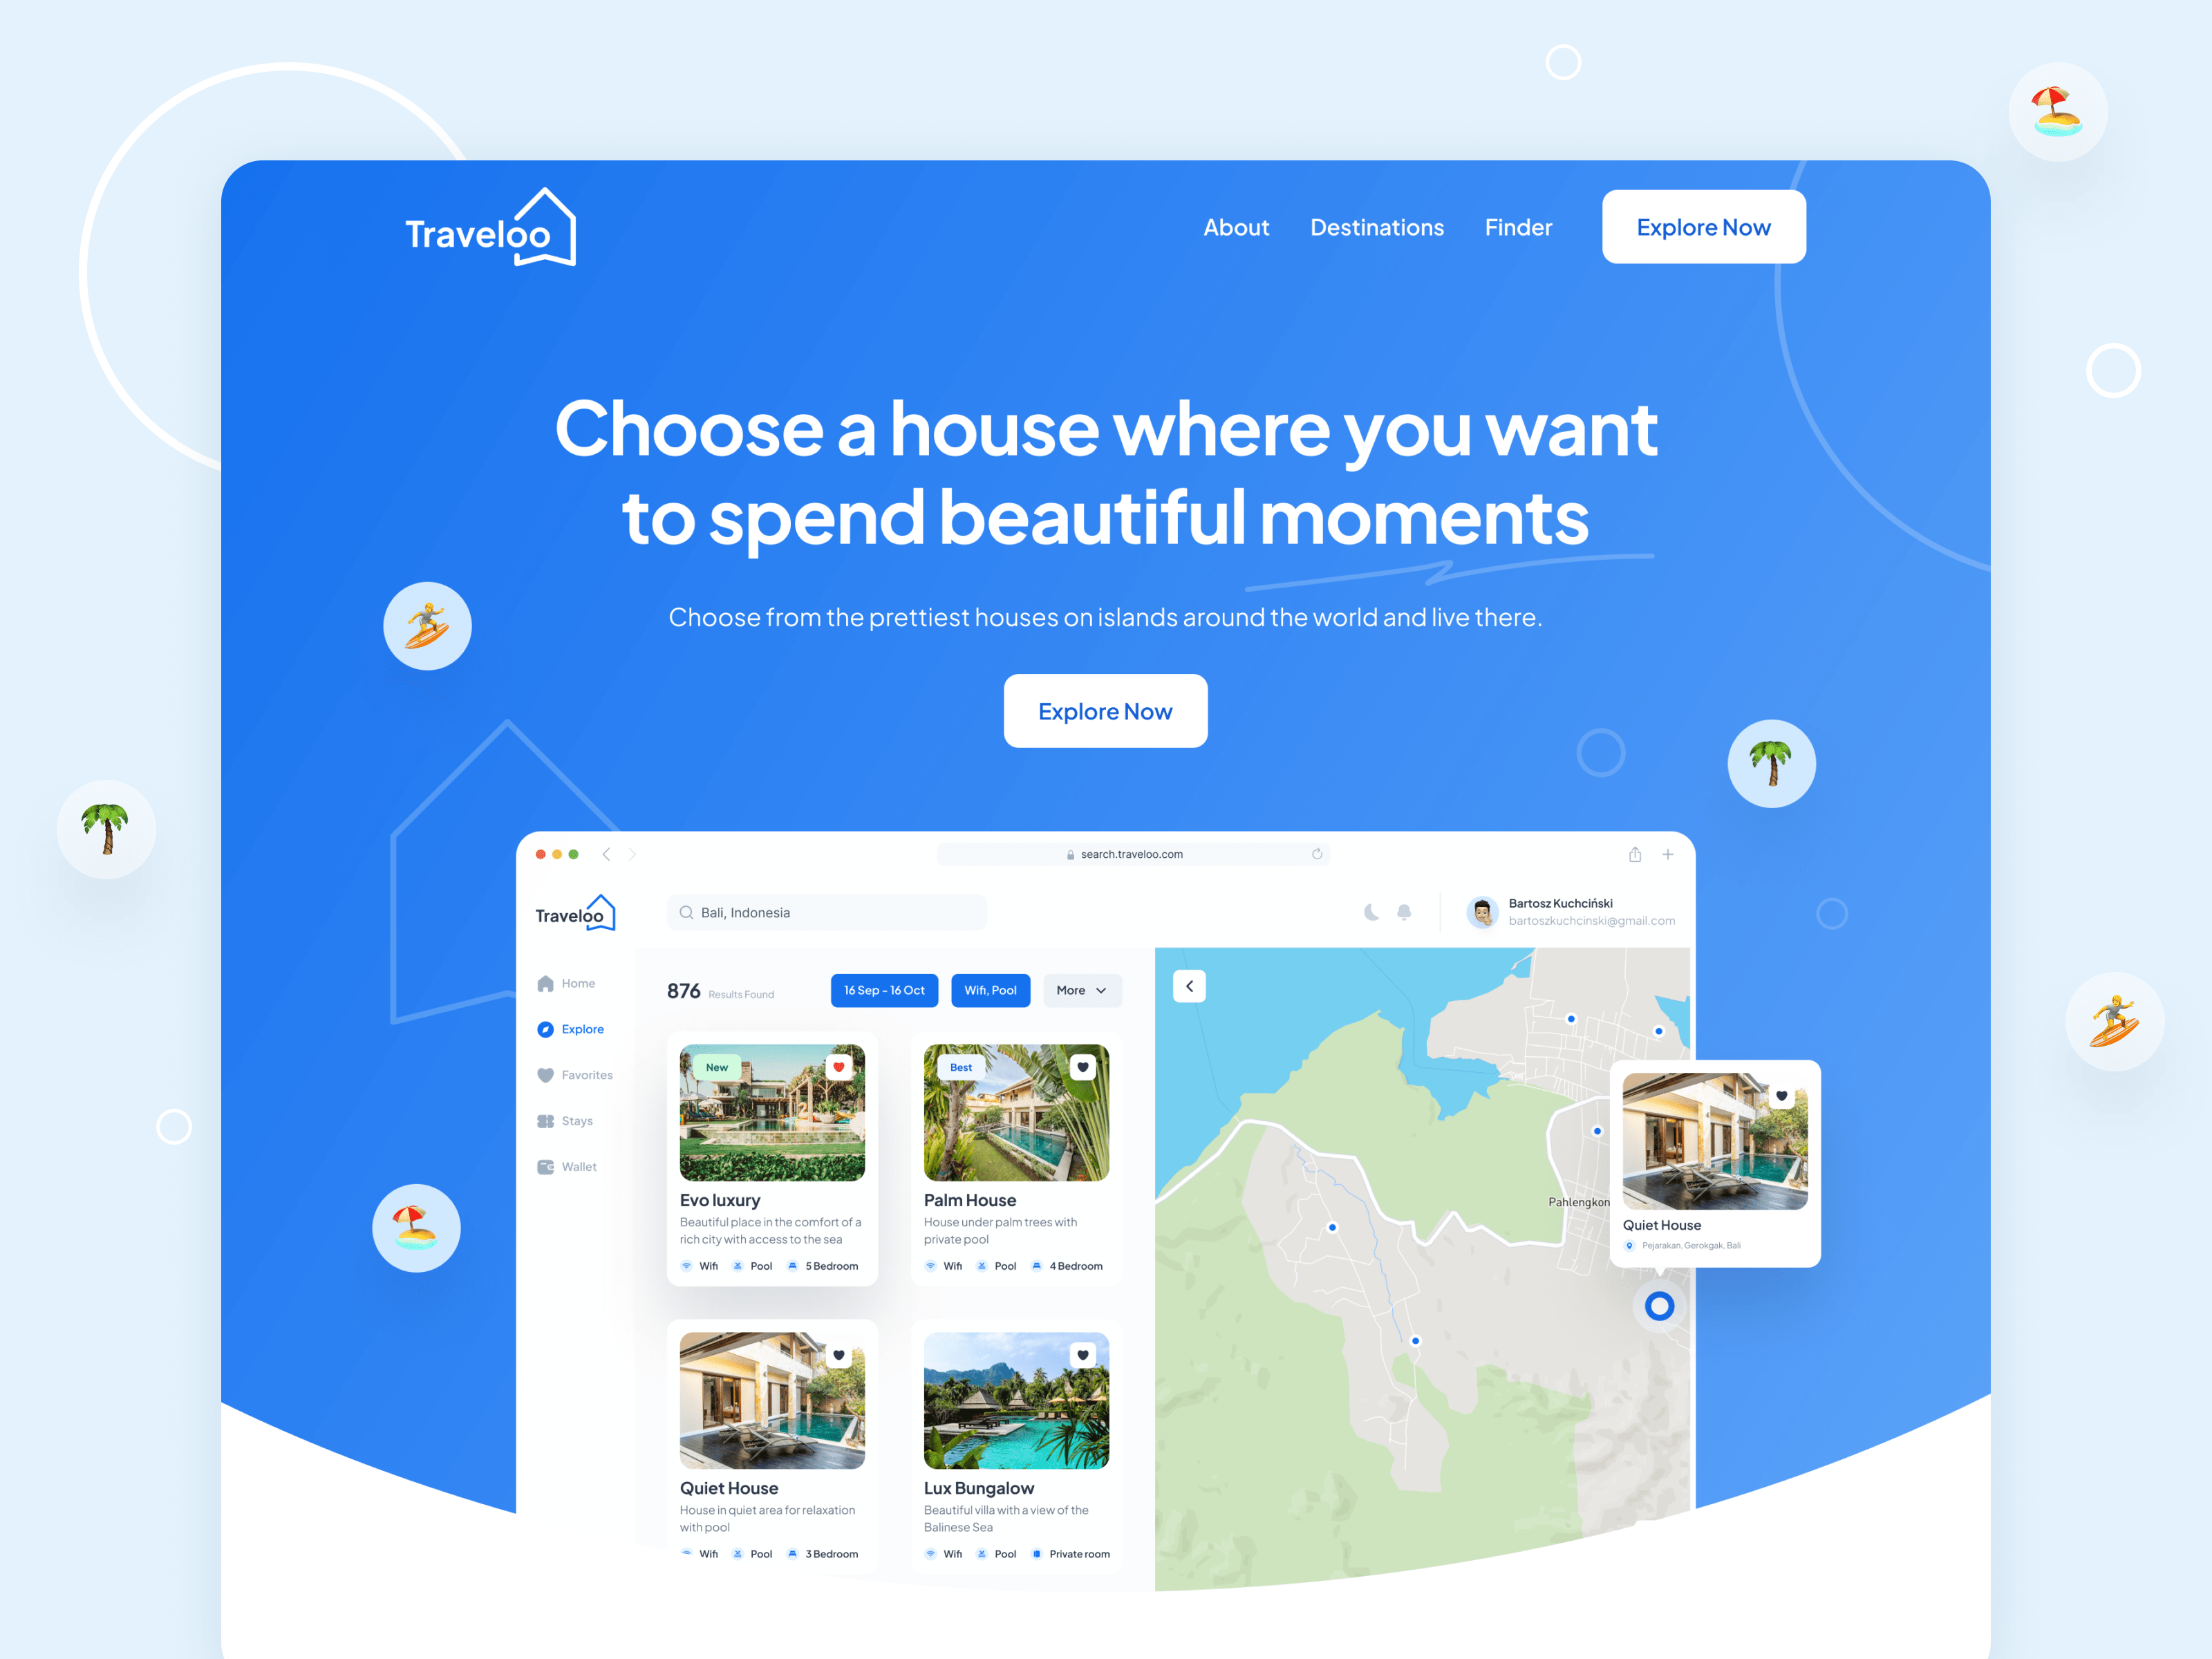 Traveloo
About
Destinations
Finder
Explore Now
Choose a house where you want
to spend beautiful moments
Choose from the prettiest houses on islands around the world and live there.
Explore Now
search.traveloo.com
Traveloo
Bali, Indonesia
Bartosz Kuchciński
bartoszkuchcinski@gmail.com
Home
Explore
Favorites
Stays
Wallet
876 Results Found
16 Sep - 16 Oct
Wifi, Pool
More
New
Evo luxury
Beautiful place in the comfort of a
rich city with access to the sea
Wifi
Pool
5 Bedroom
Best
Palm House
House under palm trees with
private pool
Wifi
Pool
4 Bedroom
Quiet House
House in quiet area for relaxation
with pool
Wifi
Pool
3 Bedroom
Lux Bungalow
Beautiful villa with a view of the
Balinese Sea
Wifi
Pool
Private room
Pahlengkon
Quiet House
Pejarakan, Gerokgak, Bali